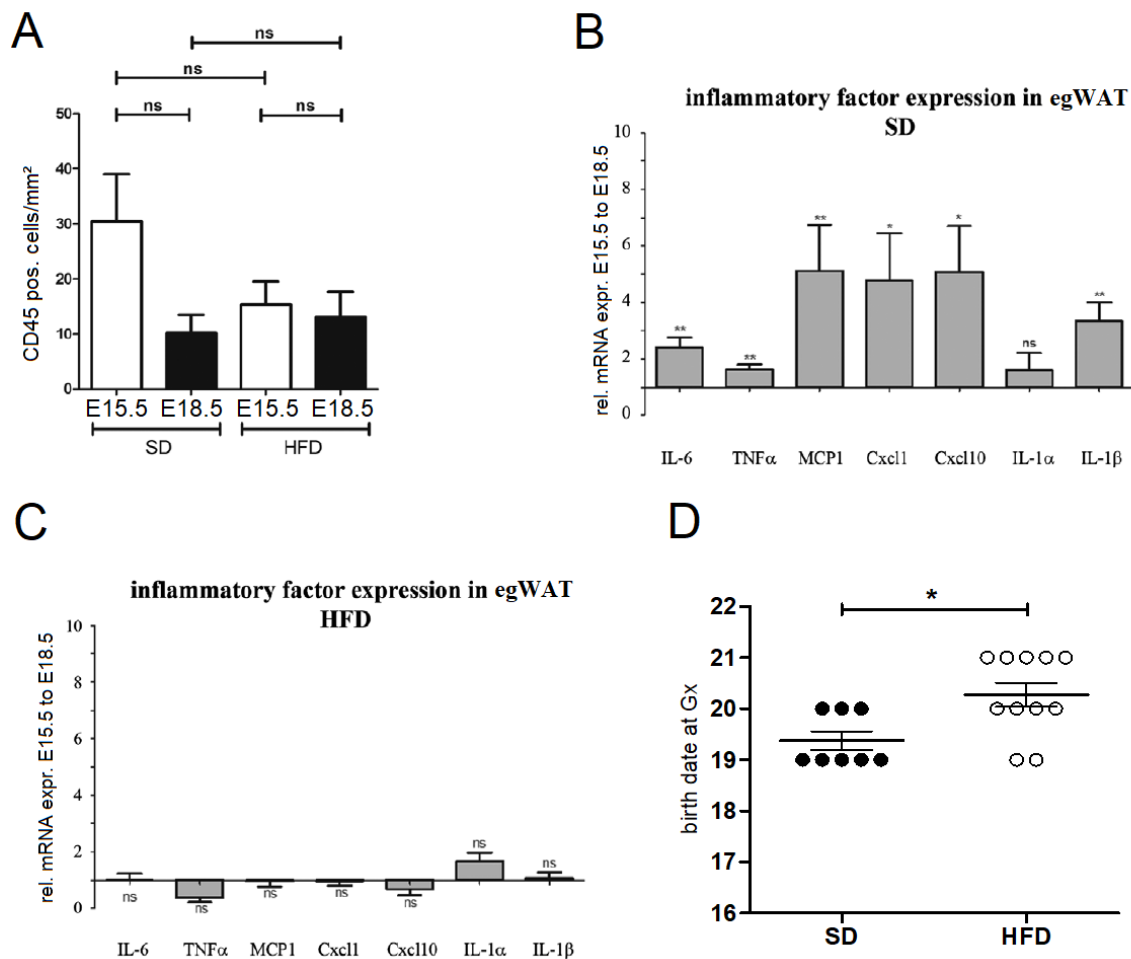 A
ns
ns
ns ns
50
40
30
20
10
0
CD45 pos. cells/mm²
E15.5 E18.5 E15.5 E18.5
SD HFD
B
inflammatory factor expression in egWAT
SD
10
8
6
4
2
0
rel. mRNA expr. E15.5 to E18.5
** ** ** * * ns **
IL-6 TNFα MCP1 Cxcl1 Cxcl10 IL-1α IL-1β
C
inflammatory factor expression in egWAT
HFD
10
8
6
4
2
0
rel. mRNA expr. E15.5 to E18.5
ns ns ns ns ns ns ns
IL-6 TNFα MCP1 Cxcl1 Cxcl10 IL-1α IL-1β
D
*
22
21
20
19
18
17
16
birth date at Gx
SD HFD